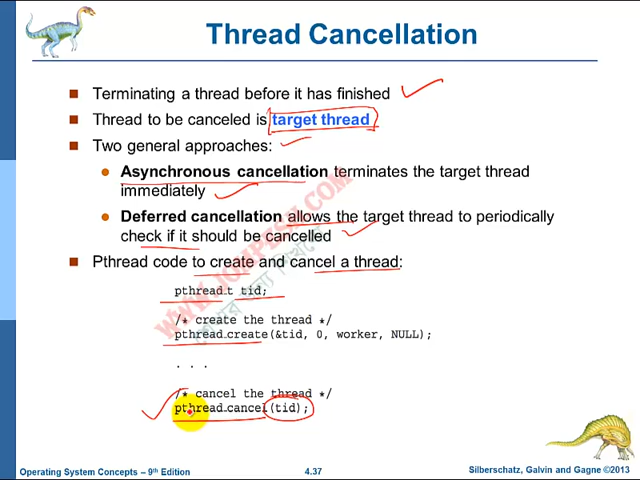 Thread Cancellation
Terminating a thread before it has finished
Thread to be canceled is target thread
Two general approaches:
Asynchronous cancellation terminates the target thread
immediately
Deferred cancellation allows the target thread to periodically
check if it should be cancelled
Pthread code to create and cancel a thread:
pthread_t tid;
/* create the thread */
pthread_create(&tid, 0, worker, NULL);
. . .
/* cancel the thread */
pthread_cancel(tid);
Operating System Concepts – 9th Edition
4.37
Silberschatz, Galvin and Gagne ©2013